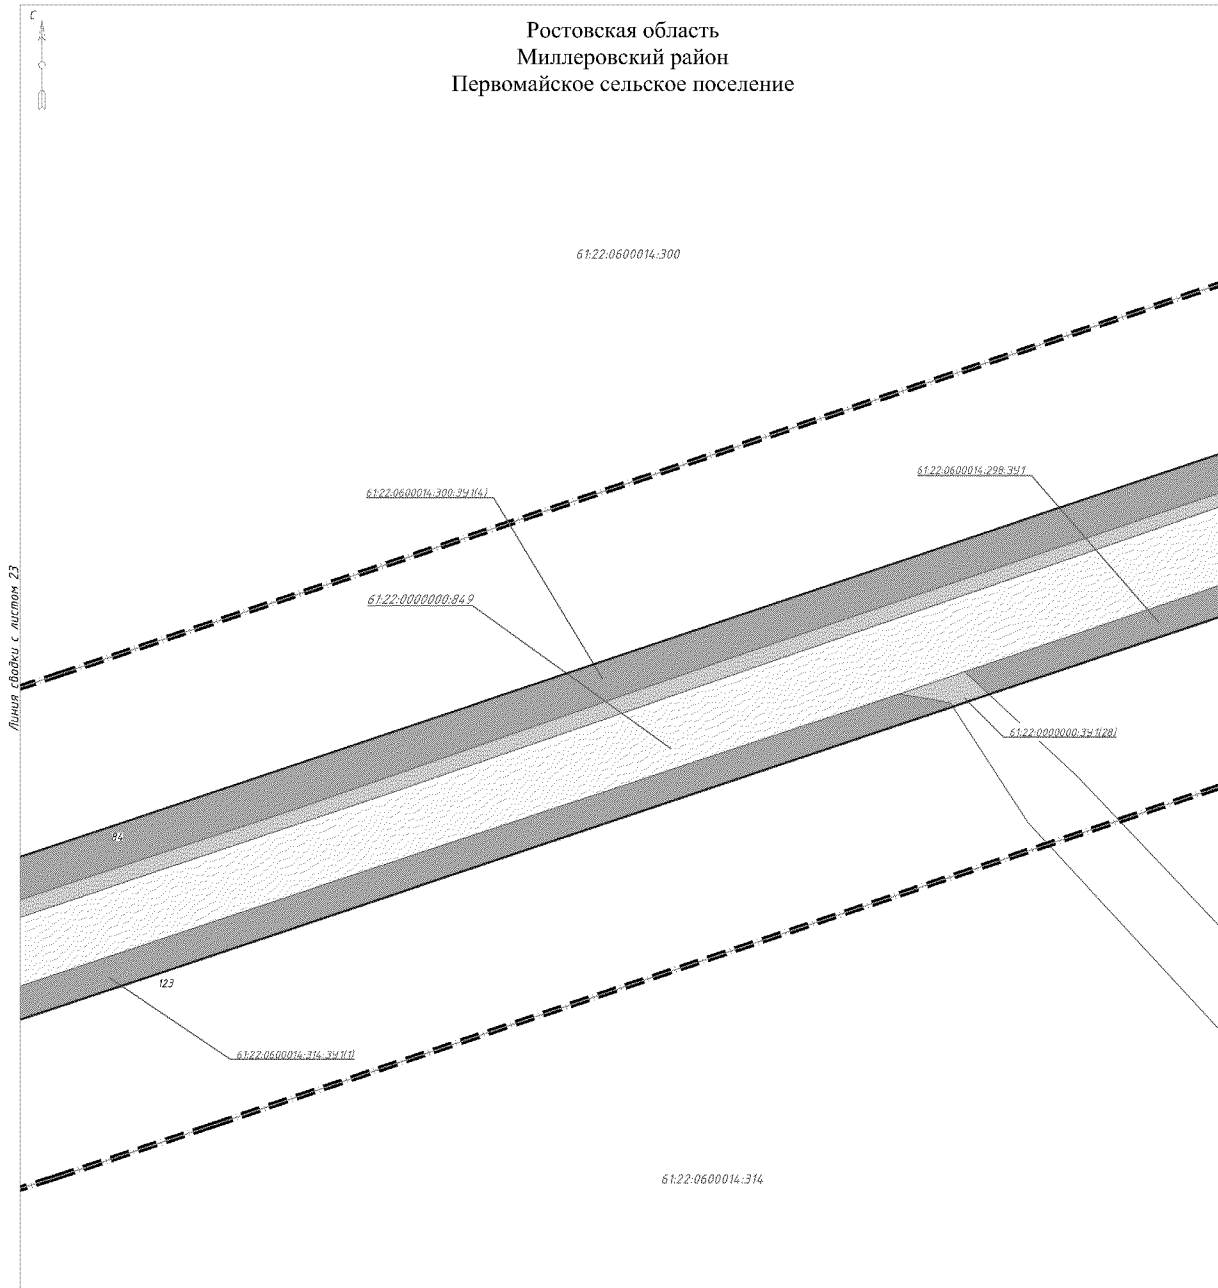 С
Ростовская область
Миллеровский район
Первомайское сельское поселение
61:22:0600014:300
61:22:0600014:298:ЗУ1
61:22:0600014:300:ЗУ1(4)
Линия сводки с листом 23
61:22:0000000:849
61:22:0000000:ЗУ1(28)
84
123
61:22:0600014:314:ЗУ1(1)
61:22:0600014:314